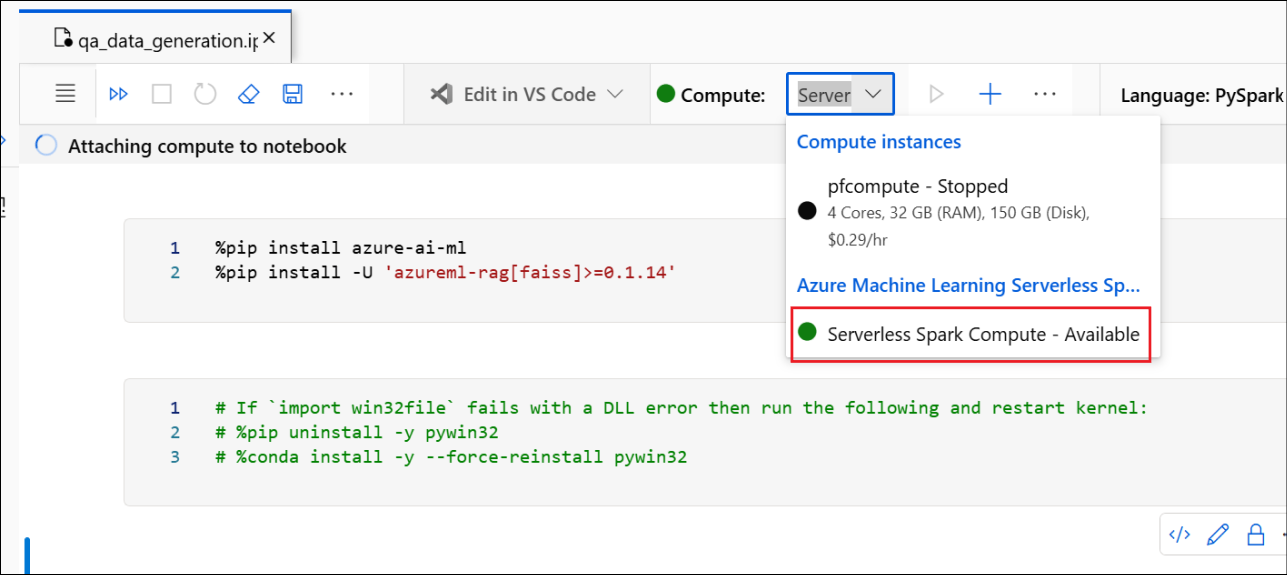 qa_data_generation.ip
Edit in VS Code
Compute:
Server
Language: PySpark
Attaching compute to notebook
Compute instances
pfcompute - Stopped
4 Cores, 32 GB (RAM), 150 GB (Disk),
$0.29/hr
Azure Machine Learning Serverless Sp...
Serverless Spark Compute - Available
1 %pip install azure-ai-ml
2 %pip install -U 'azureml-rag[faiss]>=0.1.14'
1 # If `import win32file` fails with a DLL error then run the following and restart kernel:
2 # %pip uninstall -y pywin32
3 # %conda install -y --force-reinstall pywin32